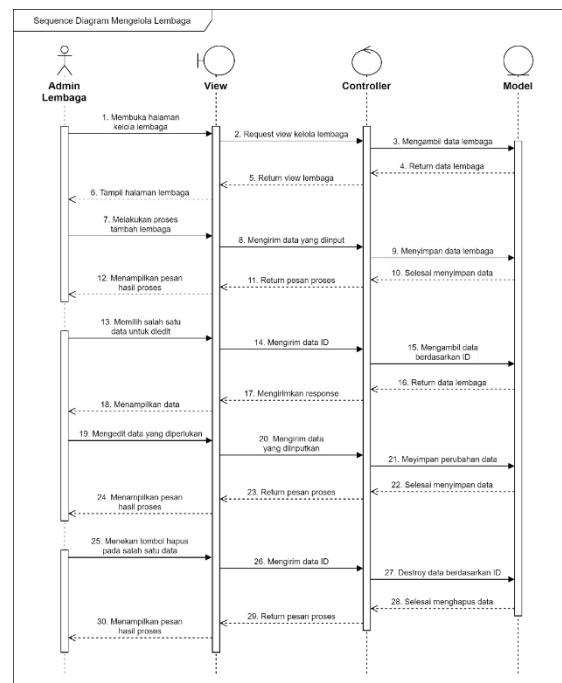 Sequence Diagram Mengelola Lembaga
Admin
Lembaga
View
Controller
Model
1. Membuka halaman
kelola lembaga
2. Request view kelola lembaga
3. Mengambil data lembaga
4. Return data lembaga
5. Return view lembaga
6. Tampil halaman lembaga
7. Melakukan proses
tambah lembaga
8. Mengirim data yang diinput
9. Menyimpan data lembaga
10. Selesai menyimpan data
11. Return pesan proses
12. Menampilkan pesan
hasil proses
13. Memilih salah satu
data untuk diedit
14. Mengirim data ID
15. Mengambil data
berdasarkan ID
16. Return data lembaga
17. Mengirimkan response
18. Menampilkan data
19. Mengedit data yang diperlukan
20. Mengirim data
yang diinputkan
21. Meyimpan perubahan data
22. Selesai menyimpan data
23. Return pesan proses
24. Menampilkan pesan
hasil proses
25. Menekan tombol hapus
pada salah satu data
26. Mengirim data ID
27. Destroy data berdasarkan ID
28. Selesai menghapus data
29. Return pesan proses
30. Menampilkan pesan
hasil proses